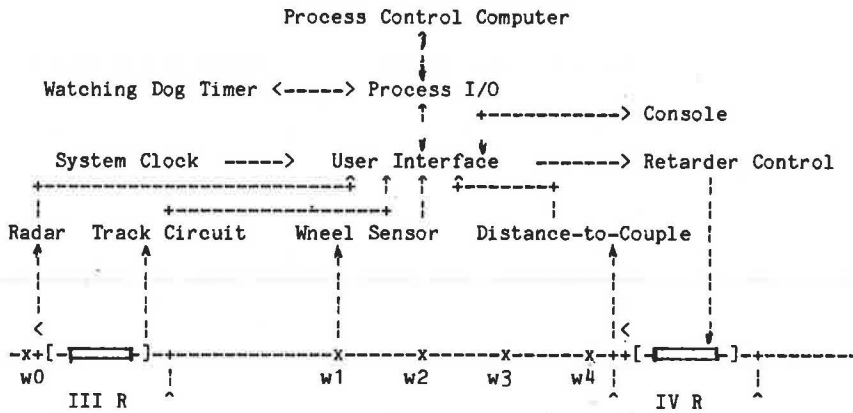 Process Control Computer
Watching Dog Timer <-----> Process I/O
+-------------> Console
System Clock -----> User Interface -------> Retarder Control
Radar Track Circuit Wheel Sensor Distance-to-Couple
<
<
-x+[- -]-+------------x------x------x------x-++-[- -]-+--------
w0 w1 w2 w3 w4
III R IV R